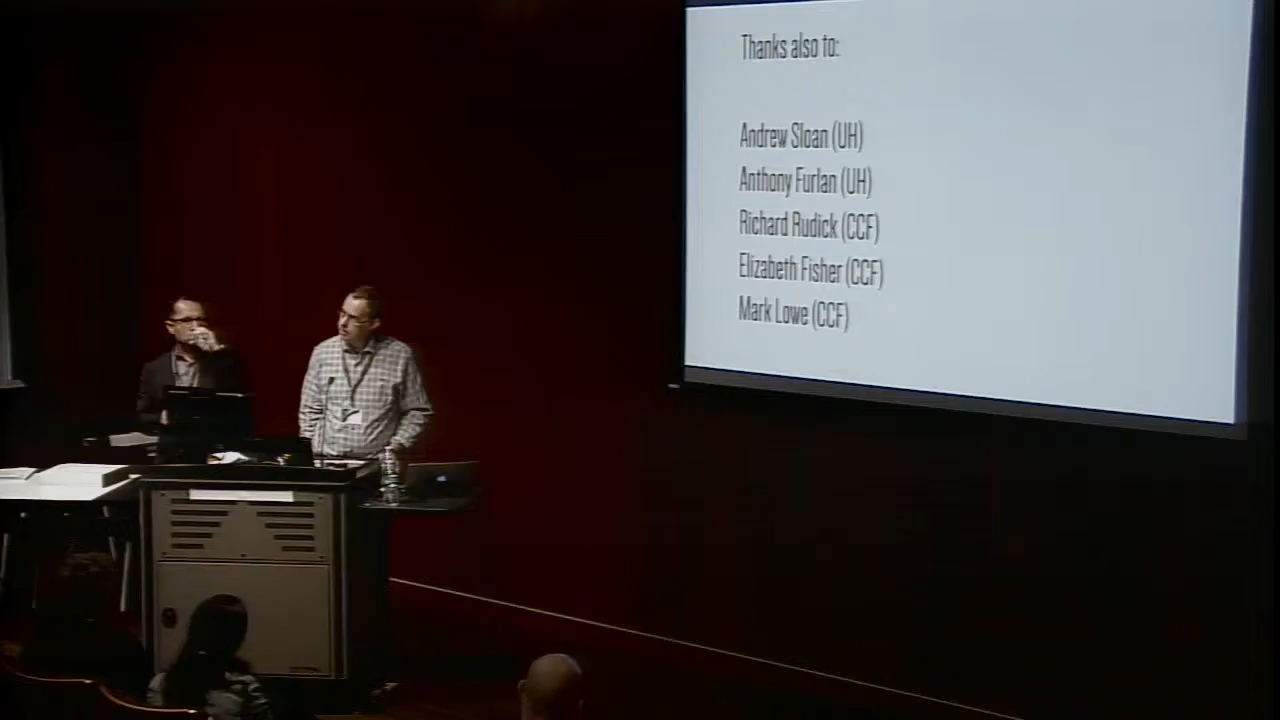 Thanks also to:
Andrew Sloan (UH)
Anthony Furlan (UH)
Richard Rudick (CCF)
Elizabeth Fisher (CCF)
Mark Lowe (CCF)